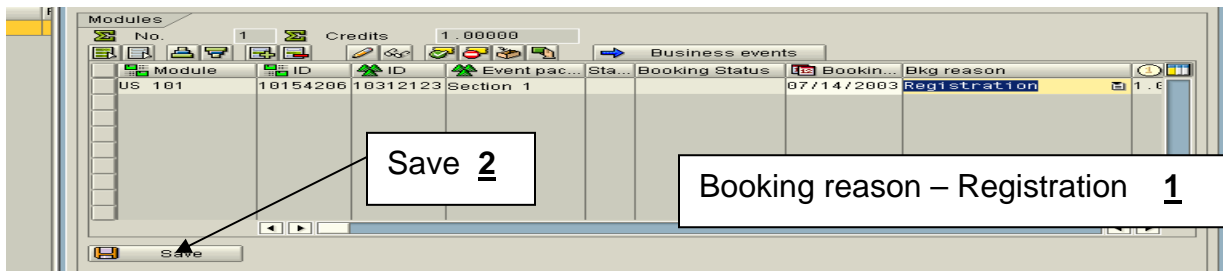 Modules
No. 1 Credits 1.00000
Business events
Module ID ID Event pac... Sta... Booking Status Bookin... Bkg reason
US 101 10154206 10312123 Section 1 07/14/2003 Registration
Save 2
Booking reason – Registration 1
Save